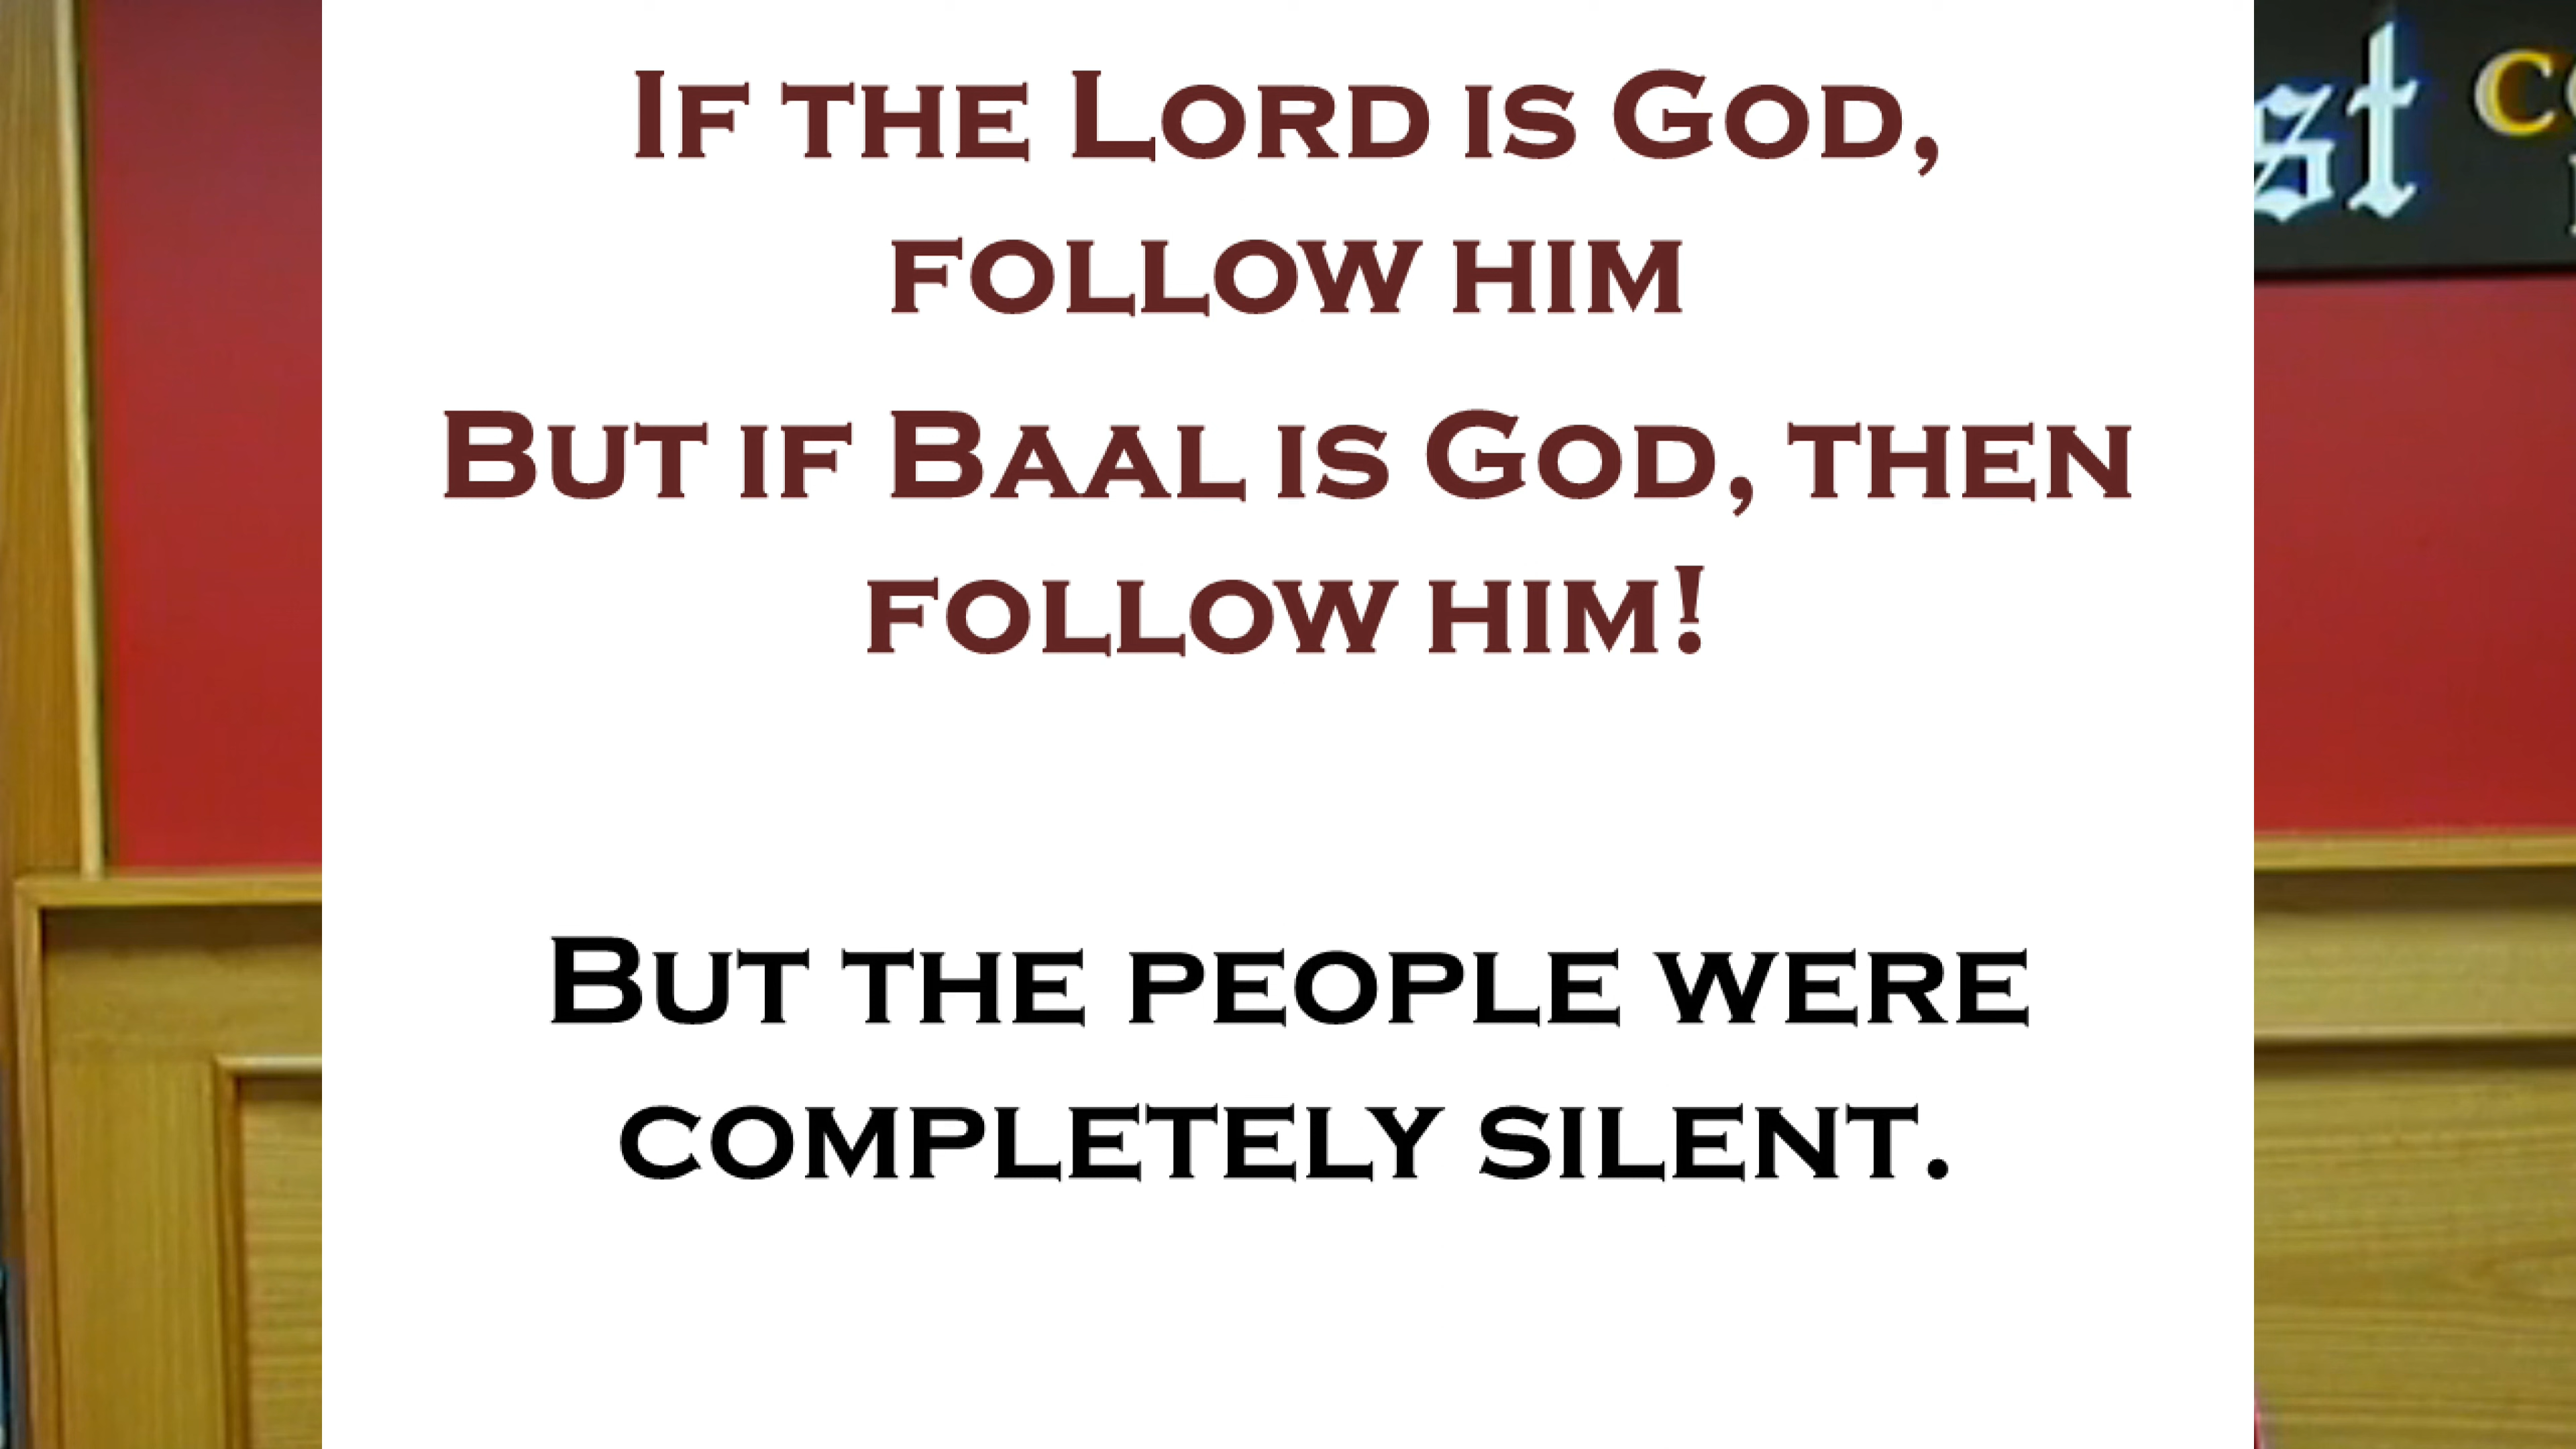 If the Lord is God,
follow him
But if Baal is God, then
follow him!
But the people were
completely silent.
st